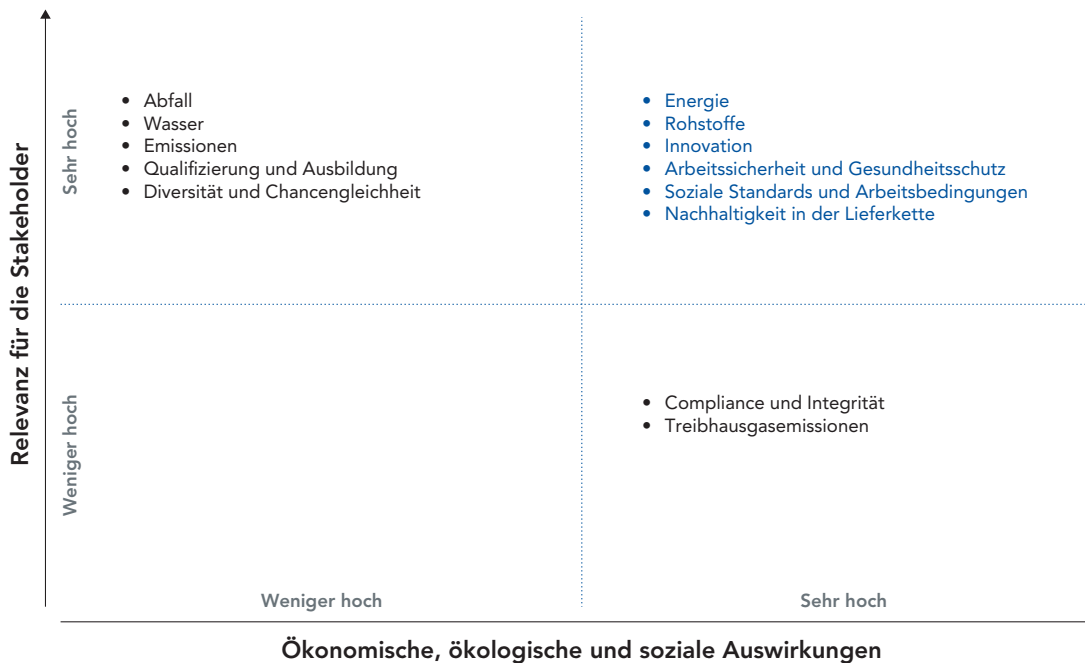 Relevanz für die Stakeholder
Sehr hoch
• Abfall
• Wasser
• Emissionen
• Qualifizierung und Ausbildung
• Diversität und Chancengleichheit
• Energie
• Rohstoffe
• Innovation
• Arbeitssicherheit und Gesundheitsschutz
• Soziale Standards und Arbeitsbedingungen
• Nachhaltigkeit in der Lieferkette
Weniger hoch
• Compliance und Integrität
• Treibhausgasemissionen
Weniger hoch
Sehr hoch
Ökonomische, ökologische und soziale Auswirkungen